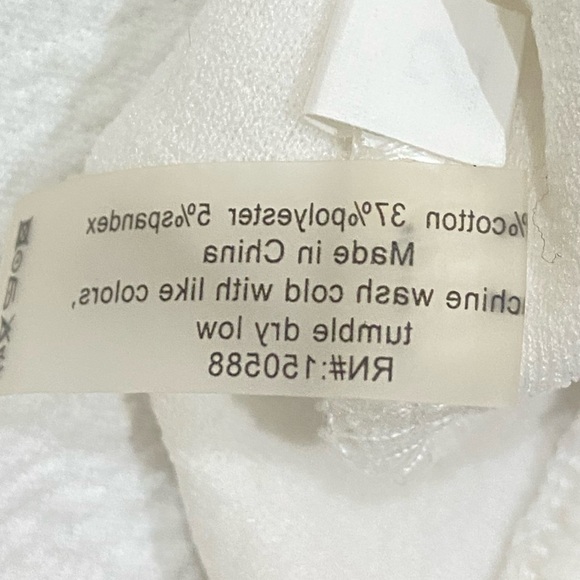 %cotton 37%polyester 5%spandex
Made in China
chine wash cold with like colors,
tumble dry low
RN#:150588